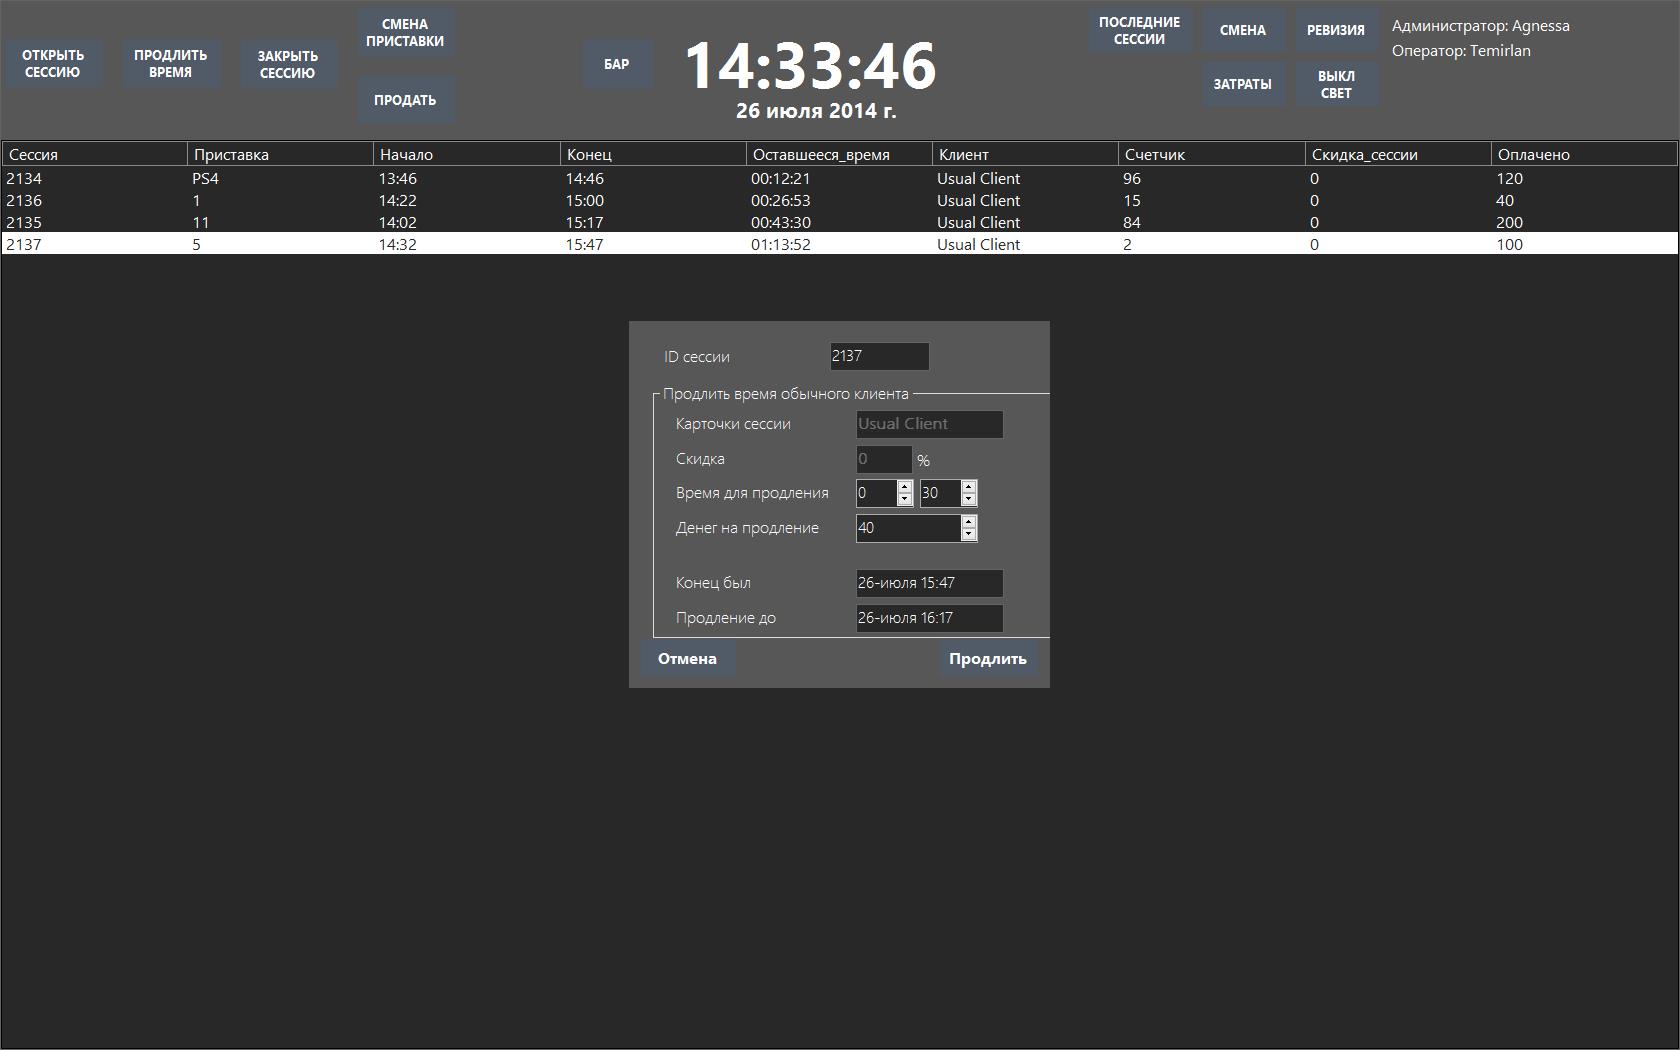 ОТКРЫТЬ
СЕССИЮ
ПРОДЛИТЬ
ВРЕМЯ
ЗАКРЫТЬ
СЕССИЮ
СМЕНА
ПРИСТАВКИ
ПРОДАТЬ
БАР
14:33:46
26 июля 2014 г.
ПОСЛЕДНИЕ
СЕССИИ
СМЕНА
РЕВИЗИЯ
ЗАТРАТЫ
ВЫКЛ
СВЕТ
Администратор: Agnessa
Оператор: Temirlan
Сессия Приставка Начало Конец Оставшееся_время Клиент Счетчик Скидка_сессии Оплачено
2134 PS4 13:46 14:46 00:12:21 Usual Client 96 0 120
2136 1 14:22 15:00 00:26:53 Usual Client 15 0 40
2135 11 14:02 15:17 00:43:30 Usual Client 84 0 200
2137 5 14:32 15:47 01:13:52 Usual Client 2 0 100
ID сессии 2137
Продлить время обычного клиента
Карточки сессии Usual Client
Скидка 0 %
Время для продления 0 30
Денег на продление 40
Конец был 26-июля 15:47
Продление до 26-июля 16:17
Отмена Продлить